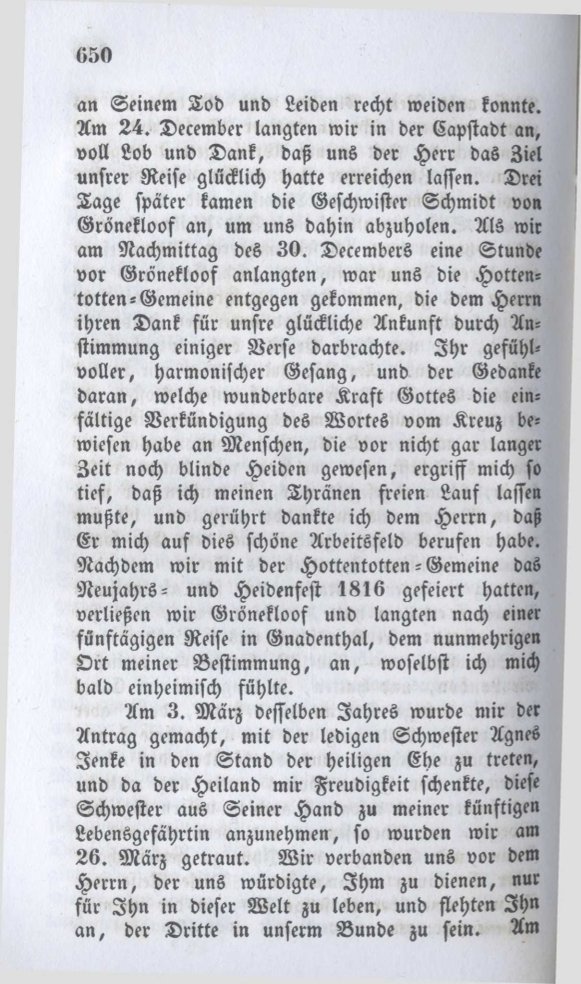 650
an Seinem Tod und Leiden recht weiden konnte.
Am 24. December langten wir in der Capstadt an,
voll Lob und Dank, daß uns der Herr das Ziel
unsrer Reise glücklich hatte erreichen lassen. Drei
Tage später kamen die Geschwister Schmidt von
Grönekloof an, um uns dahin abzuholen. Als wir
am Nachmittag des 30. Decembers eine Stunde
vor Grönekloof anlangten, war uns die Hotten-
totten-Gemeine entgegen gekommen, die dem Herrn
ihren Dank für unsre glückliche Ankunft durch An-
stimmung einiger Verse darbrachte. Ihr gefühl-
voller, harmonischer Gesang, und der Gedanke
daran, welche wunderbare Kraft Gottes die ein-
fältige Verkündigung des Wortes vom Kreuz be-
wiesen habe an Menschen, die vor nicht gar langer
Zeit noch blinde Heiden gewesen, ergriff mich so
tief, daß ich meinen Thränen freien Lauf lassen
mußte, und gerührt dankte ich dem Herrn, daß
Er mich auf dies schöne Arbeitsfeld berufen habe.
Nachdem wir mit der Hottentotten-Gemeine das
Neujahrs- und Heidenfest 1816 gefeiert hatten,
verließen wir Grönekloof und langten nach einer
fünftägigen Reise in Gnadenthal, dem nunmehrigen
Ort meiner Bestimmung, an, woselbst ich mich
bald einheimisch fühlte.
Am 3. März desselben Jahres wurde mir der
Antrag gemacht, mit der ledigen Schwester Agnes
Jenke in den Stand der heiligen Ehe zu treten,
und da der Heiland mir Freudigkeit schenkte, diese
Schwester aus Seiner Hand zu meiner künftigen
Lebensgefährtin anzunehmen, so wurden wir am
26. März getraut. Wir verbanden uns vor dem
Herrn, der uns würdigte, Ihm zu dienen, nur
für Ihn in dieser Welt zu leben, und flehten Ihn
an, der Dritte in unserm Bunde zu sein. Am